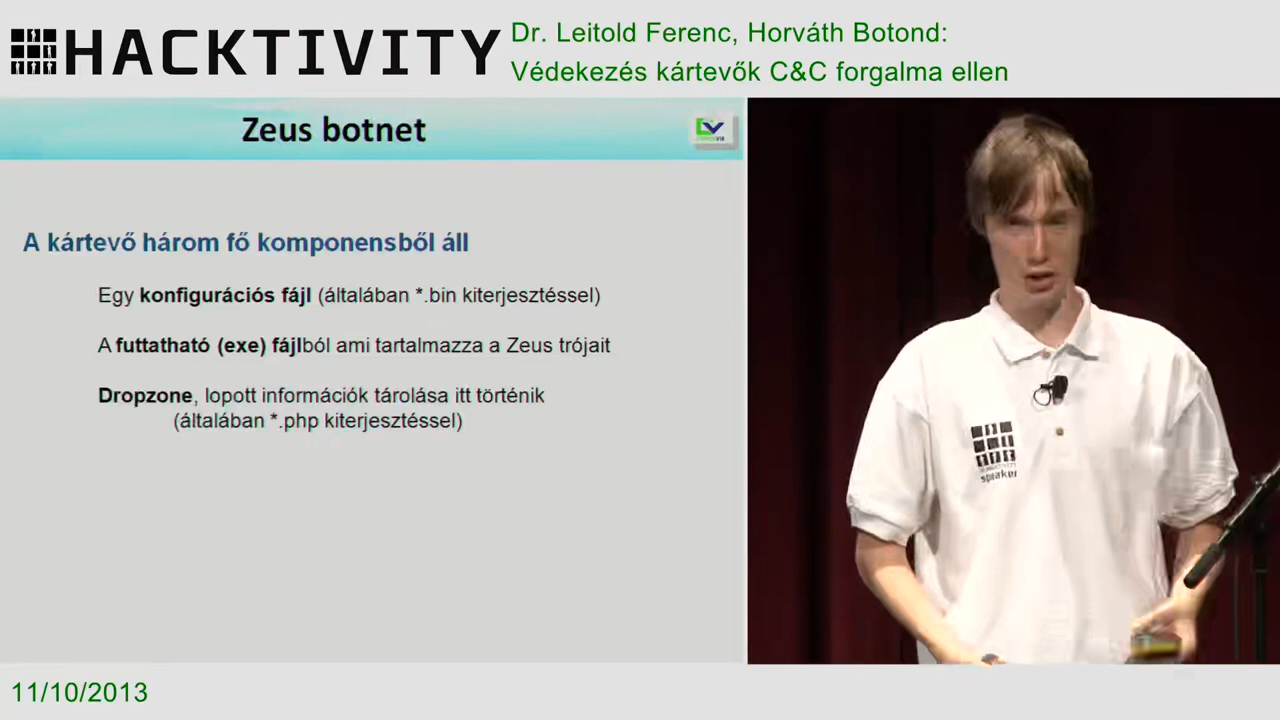 HACKTIVITY
Dr. Leitold Ferenc, Horváth Botond:
Védekezés kártevők C&C forgalma ellen
Zeus botnet
A kártevő három fő komponensből áll
Egy konfigurációs fájl (általában *.bin kiterjesztéssel)
A futtatható (exe) fájlból ami tartalmazza a Zeus trójait
Dropzone, lopott információk tárolása itt történik
(általában *.php kiterjesztéssel)
speaker
11/10/2013